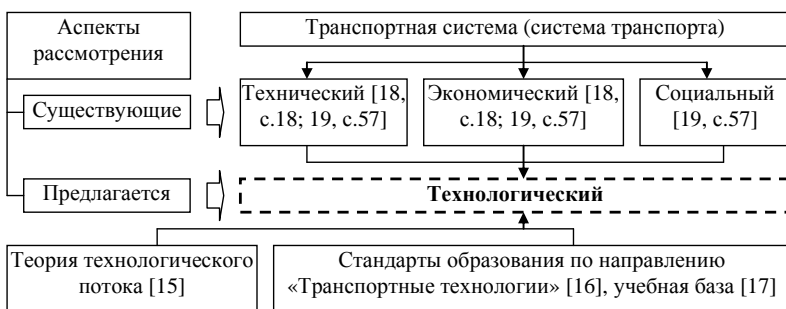 Аспекты
рассмотрения
Транспортная система (система транспорта)
Существующие
Технический [18,
с.18; 19, с.57]
Экономический [18,
с.18; 19, с.57]
Социальный
[19, с.57]
Предлагается
Технологический
Теория технологического
потока [15]
Стандарты образования по направлению
«Транспортные технологии» [16], учебная база [17]